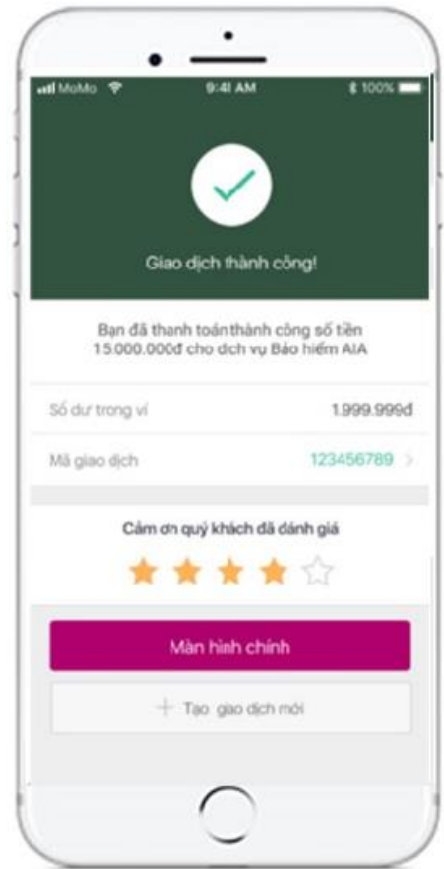 MoMo 9:41 AM 100%
Giao dịch thành công!
Bạn đã thanh toánthành công số tiền
15.000.000đ cho dch vụ Bảo hiểm AIA
Số dư trong ví 1.999.999đ
Mã giao dịch 123456789 >
Cảm ơn quý khách đã đánh giá
Màn hình chính
+ Tạo giao dịch mới